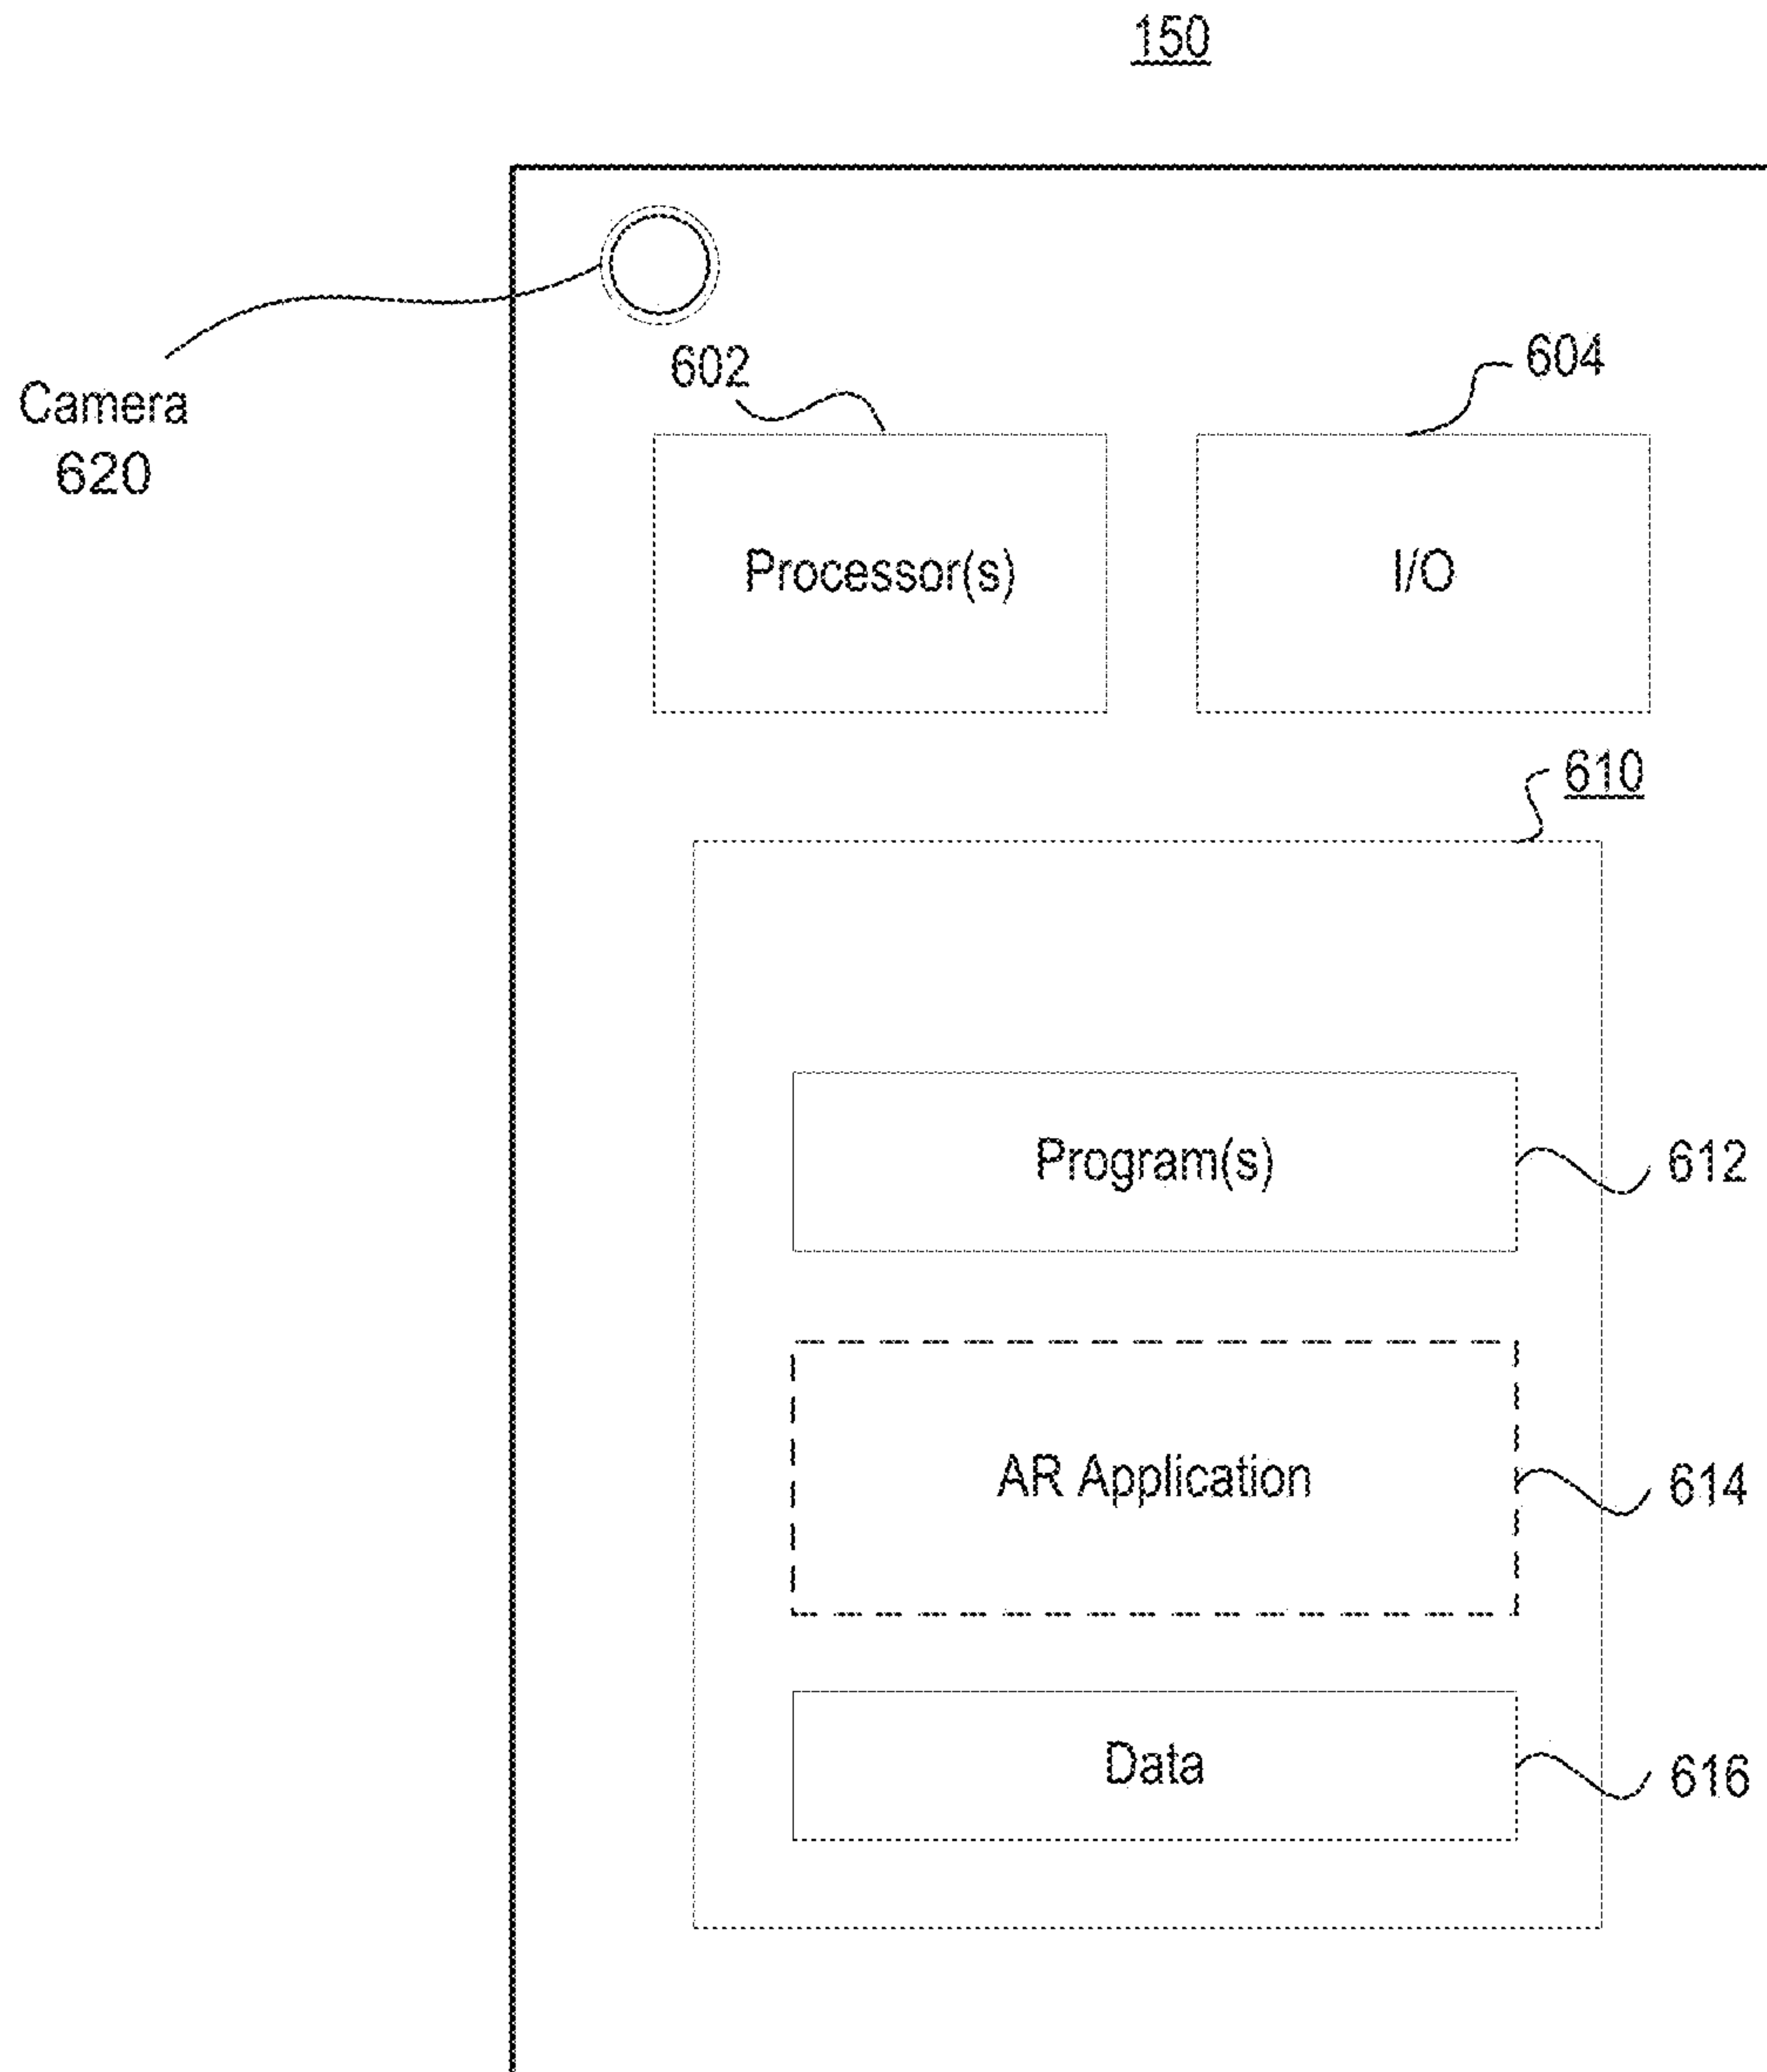 150
Camera
620
602
604
Processor(s)
I/O
610
Program(s)
612
AR Application
614
Data
616